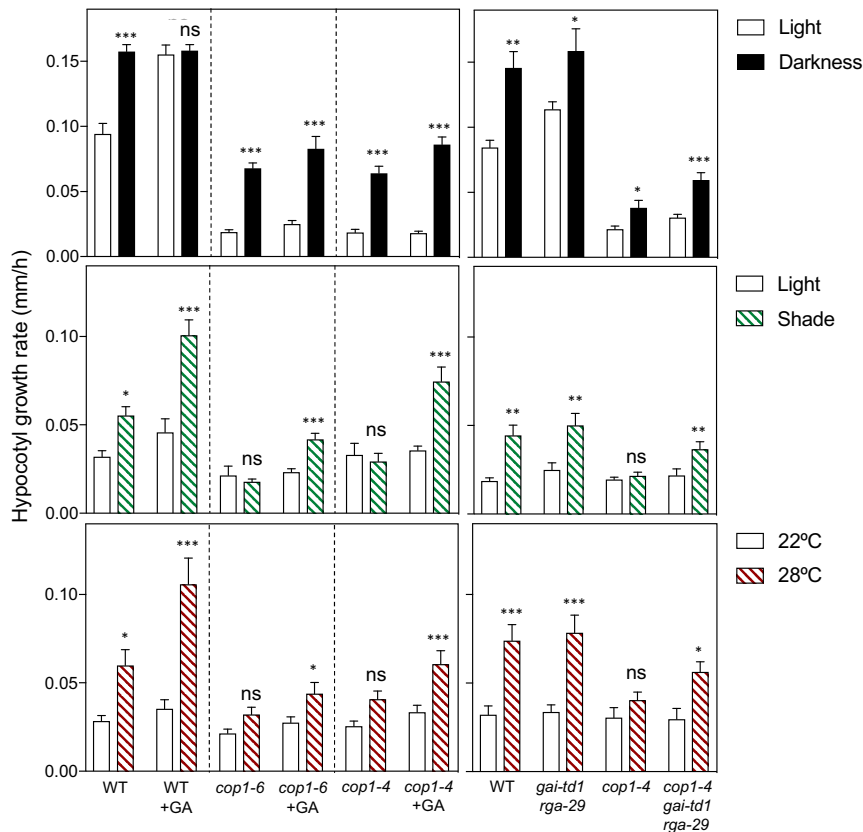 *** ns *** *** *** ***
** * * ***
Light
Darkness
0.15
0.10
0.05
0.00
* *** ns *** ns ***
** ** ns **
Light
Shade
0.10
0.05
0.00
Hypocotyl growth rate (mm/h)
* *** ns * ns ***
*** *** ns *
22ºC
28ºC
0.10
0.05
0.00
WT
WT
+GA
cop1-6
cop1-6
+GA
cop1-4
cop1-4
+GA
WT
gai-td1
rga-29
cop1-4
cop1-4
gai-td1
rga-29